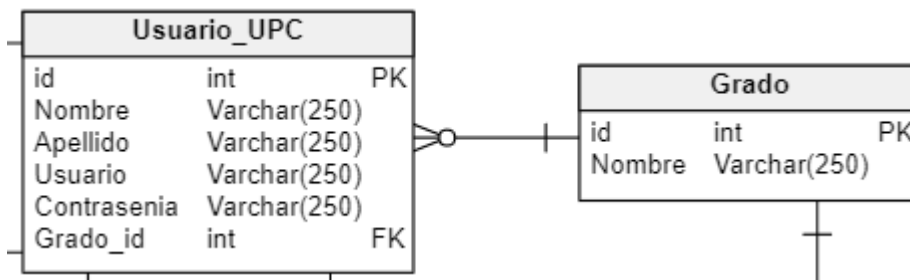 Usuario_UPC
id int PK
Nombre Varchar(250)
Apellido Varchar(250)
Usuario Varchar(250)
Contrasenia Varchar(250)
Grado_id int FK
Grado
id int PK
Nombre Varchar(250)